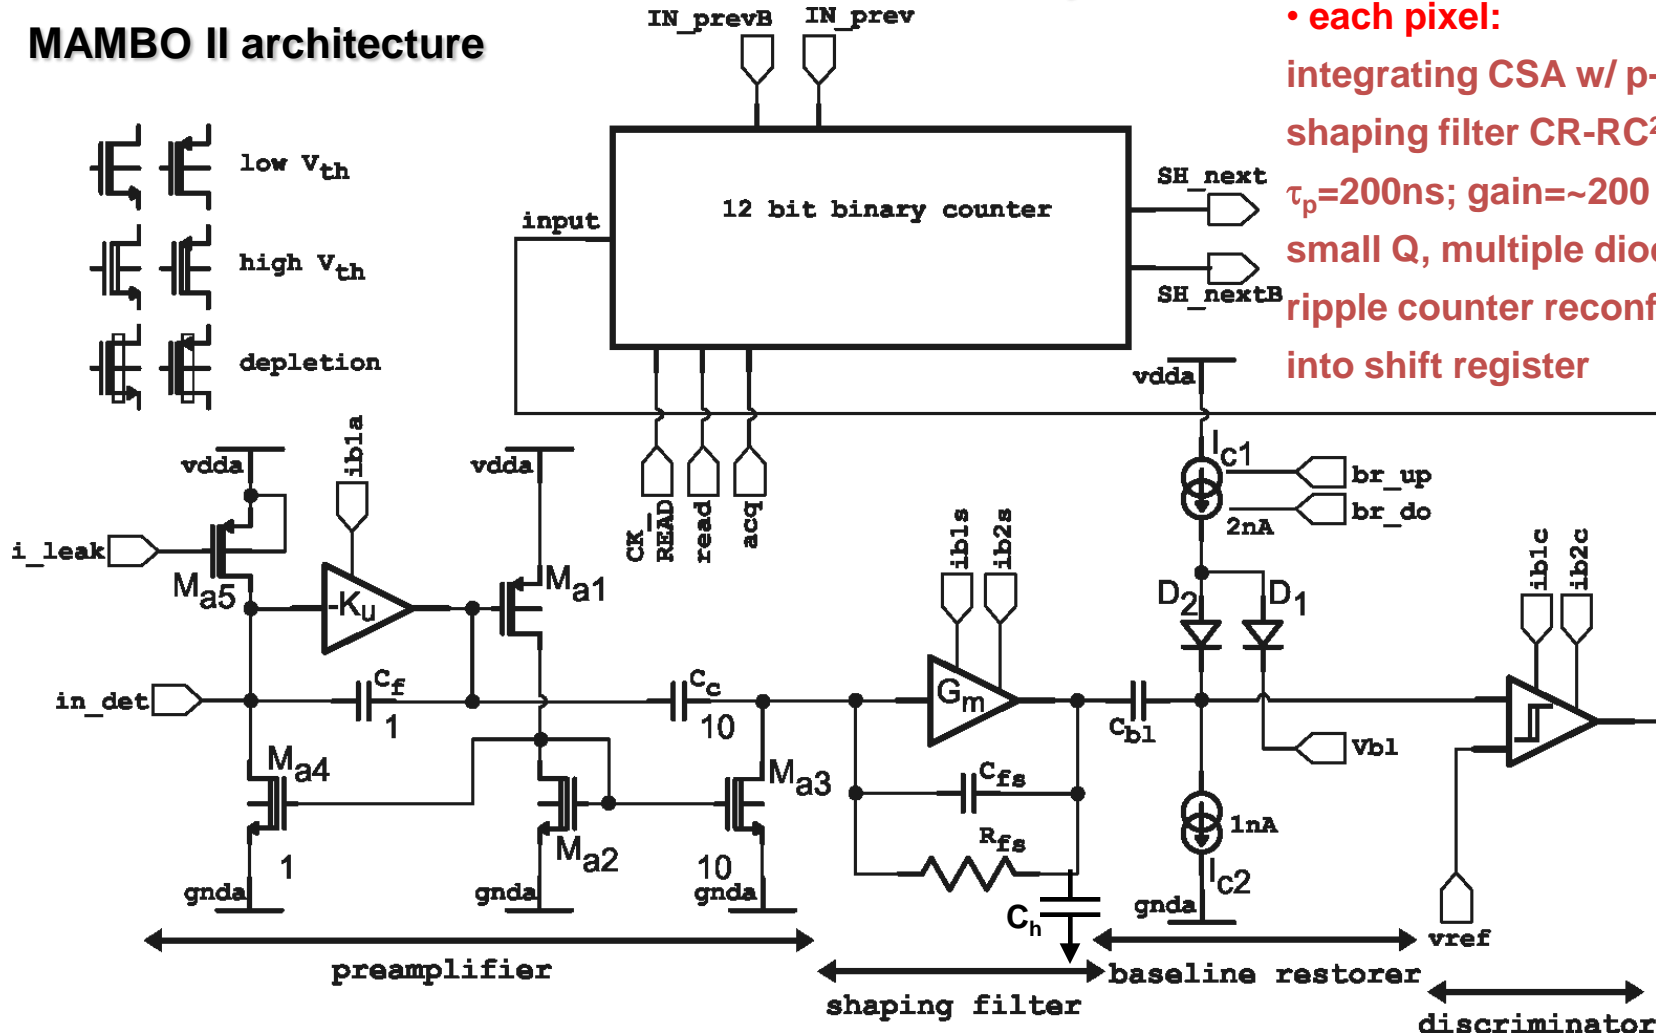 MAMBO II architecture
IN_prevB
IN_prev
• each pixel:
integrating CSA w/ p-
shaping filter CR-RC²
τp=200ns; gain=~200
small Q, multiple dio
ripple counter reconf
into shift register
low Vth
high Vth
depletion
input
12 bit binary counter
SH_next
SH_nextB
CK_READ
read
acq
vdda
ib1a
vdda
vdda
i_leak
Ma5
-Ku
Ma1
in_det
Cf
1
Cc
10
Ma4
1
Ma2
Ma3
10
gnda
gnda
gnda
ib1s
ib2s
Gm
Cfs
Rfs
Ch
Cbl
Ic1
2nA
br_up
br_do
D2
D1
Vbl
1nA
Ic2
gnda
ib1c
ib2c
vref
preamplifier
shaping filter
baseline restorer
discriminator